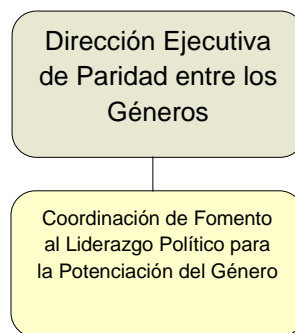 Dirección Ejecutiva
de Paridad entre los
Géneros
Coordinación de Fomento
al Liderazgo Político para
la Potenciación del Género